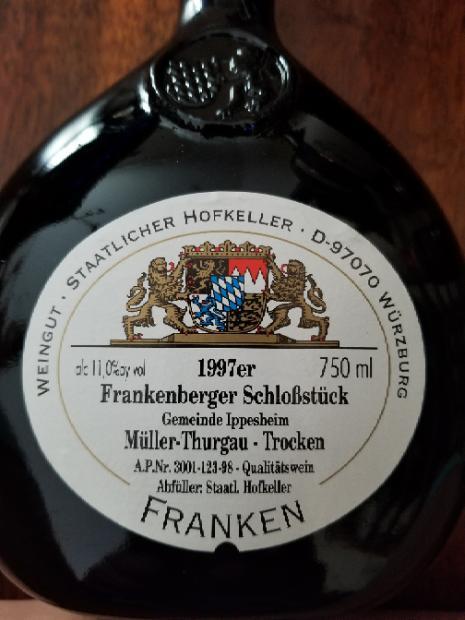 WEINGUT · STAATLICHER HOFKELLER · D-97070 WÜRZBURG
alc 11,0% by vol 1997er 750 ml
Frankenberger Schloßstück
Gemeinde Ippesheim
Müller-Thurgau - Trocken
A.P.Nr. 3001-123-98 - Qualitätswein
Abfüller: Staatl. Hofkeller
FRANKEN